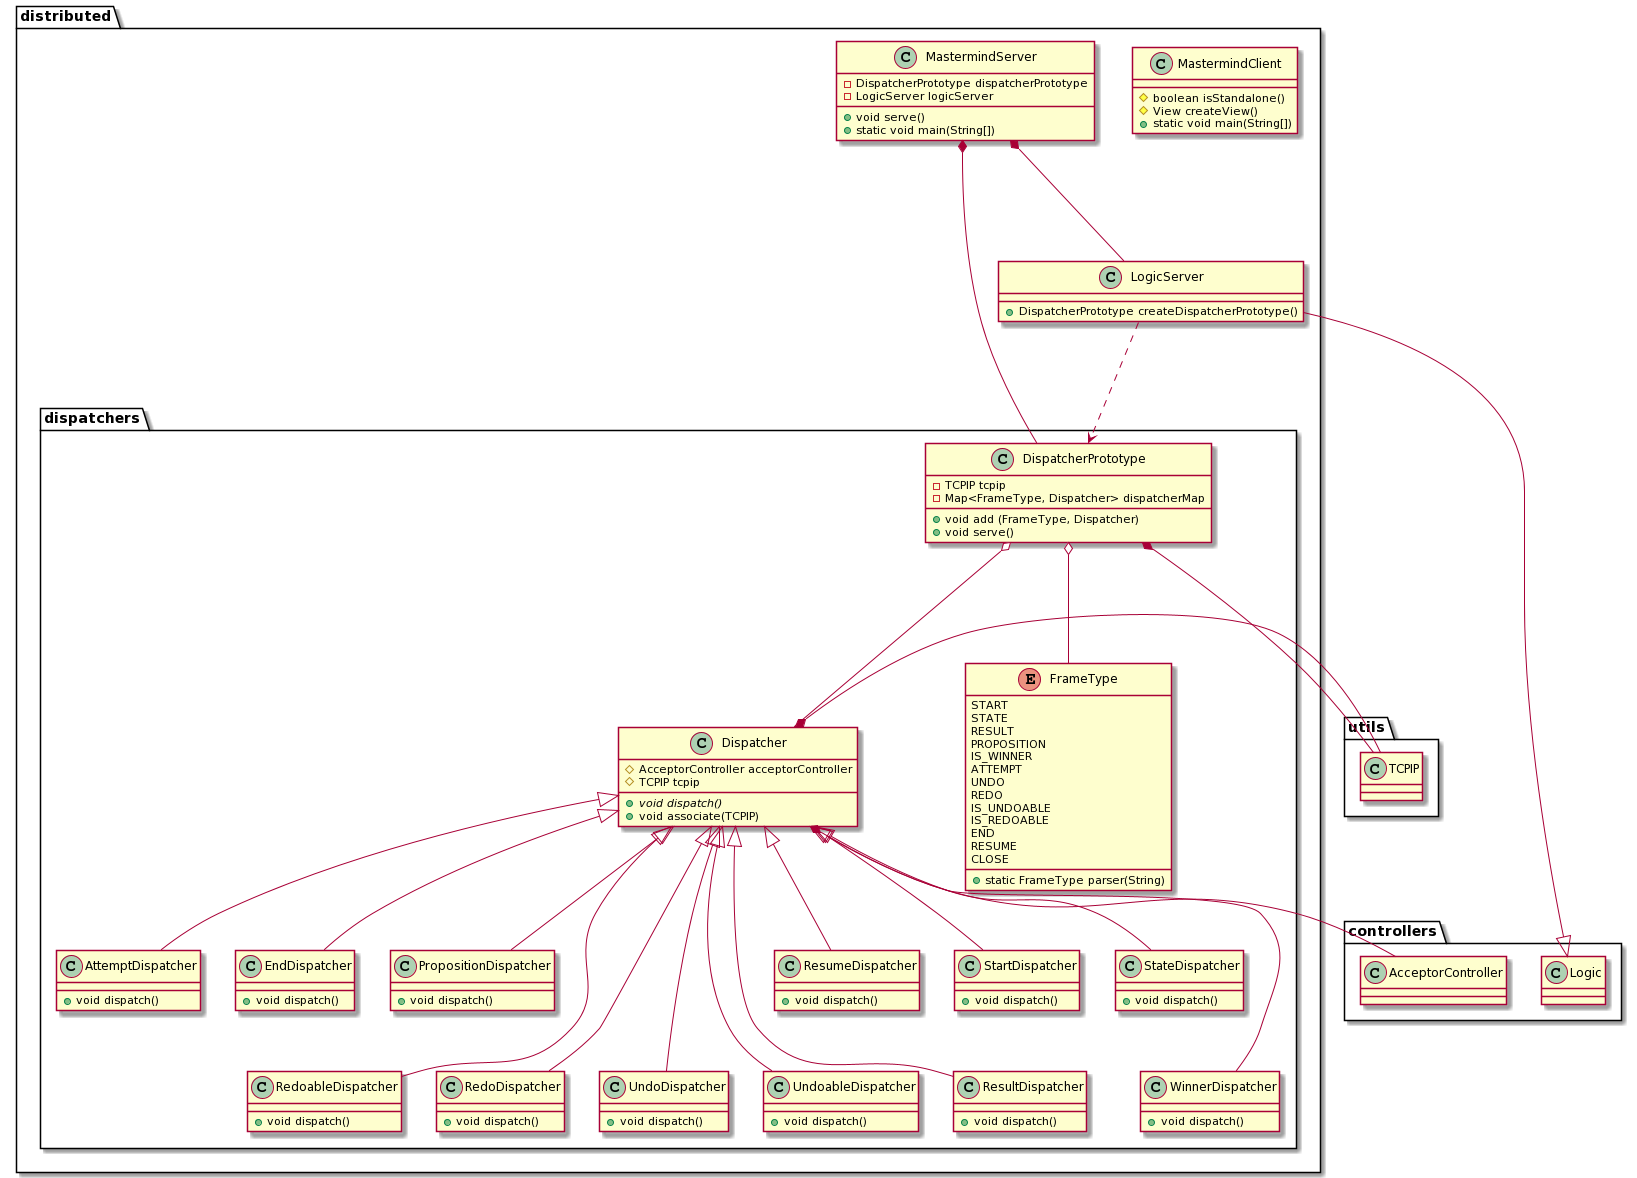 distributed
C MastermindServer
DispatcherPrototype dispatcherPrototype
LogicServer logicServer
void serve()
static void main(String[])
C MastermindClient
boolean isStandalone()
View createView()
static void main(String[])
C LogicServer
DispatcherPrototype createDispatcherPrototype()
dispatchers
C DispatcherPrototype
TCPIP tcpip
Map<FrameType, Dispatcher> dispatcherMap
void add (FrameType, Dispatcher)
void serve()
E FrameType
START
STATE
RESULT
PROPOSITION
IS_WINNER
ATTEMPT
UNDO
REDO
IS_UNDOABLE
IS_REDOABLE
END
RESUME
CLOSE
static FrameType parser(String)
C Dispatcher
AcceptorController acceptorController
TCPIP tcpip
void dispatch()
void associate(TCPIP)
utils
C TCPIP
controllers
C AcceptorController
C Logic
C AttemptDispatcher
void dispatch()
C EndDispatcher
void dispatch()
C PropositionDispatcher
void dispatch()
C ResumeDispatcher
void dispatch()
C StartDispatcher
void dispatch()
C StateDispatcher
void dispatch()
C RedoableDispatcher
void dispatch()
C RedoDispatcher
void dispatch()
C UndoDispatcher
void dispatch()
C UndoableDispatcher
void dispatch()
C ResultDispatcher
void dispatch()
C WinnerDispatcher
void dispatch()